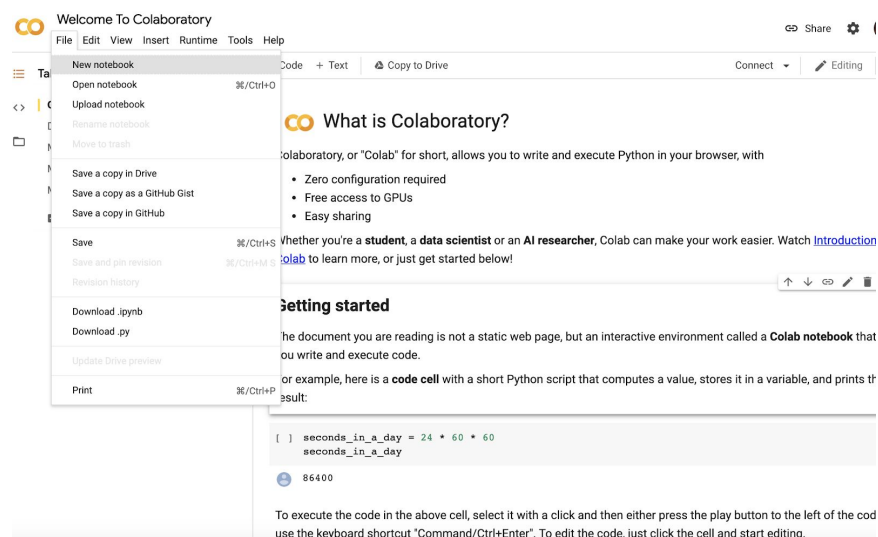 Welcome To Colaboratory
Share
File Edit View Insert Runtime Tools Help
Code + Text Copy to Drive
Connect Editing
New notebook
Open notebook ⌘/Ctrl+O
Upload notebook
Rename notebook
Move to trash
Save a copy in Drive
Save a copy as a GitHub Gist
Save a copy in GitHub
Save ⌘/Ctrl+S
Save and pin revision ⌘/Ctrl+M S
Revision history
Download .ipynb
Download .py
Update Drive preview
Print ⌘/Ctrl+P
What is Colaboratory?
Colaboratory, or "Colab" for short, allows you to write and execute Python in your browser, with
• Zero configuration required
• Free access to GPUs
• Easy sharing
Whether you're a student, a data scientist or an AI researcher, Colab can make your work easier. Watch Introduction
Colab to learn more, or just get started below!
Getting started
The document you are reading is not a static web page, but an interactive environment called a Colab notebook that
you write and execute code.
For example, here is a code cell with a short Python script that computes a value, stores it in a variable, and prints
result:
[ ] seconds_in_a_day = 24 * 60 * 60
seconds_in_a_day
86400
To execute the code in the above cell, select it with a click and then either press the play button to the left of the
use the keyboard shortcut "Command/Ctrl+Enter". To edit the code, just click the cell and start editing.